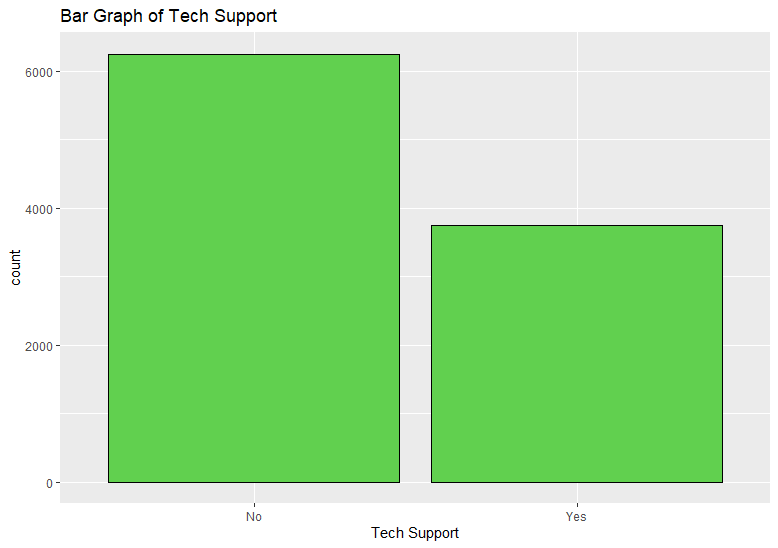 Bar Graph of Tech Support
6000
4000
2000
0
count
No
Yes
Tech Support